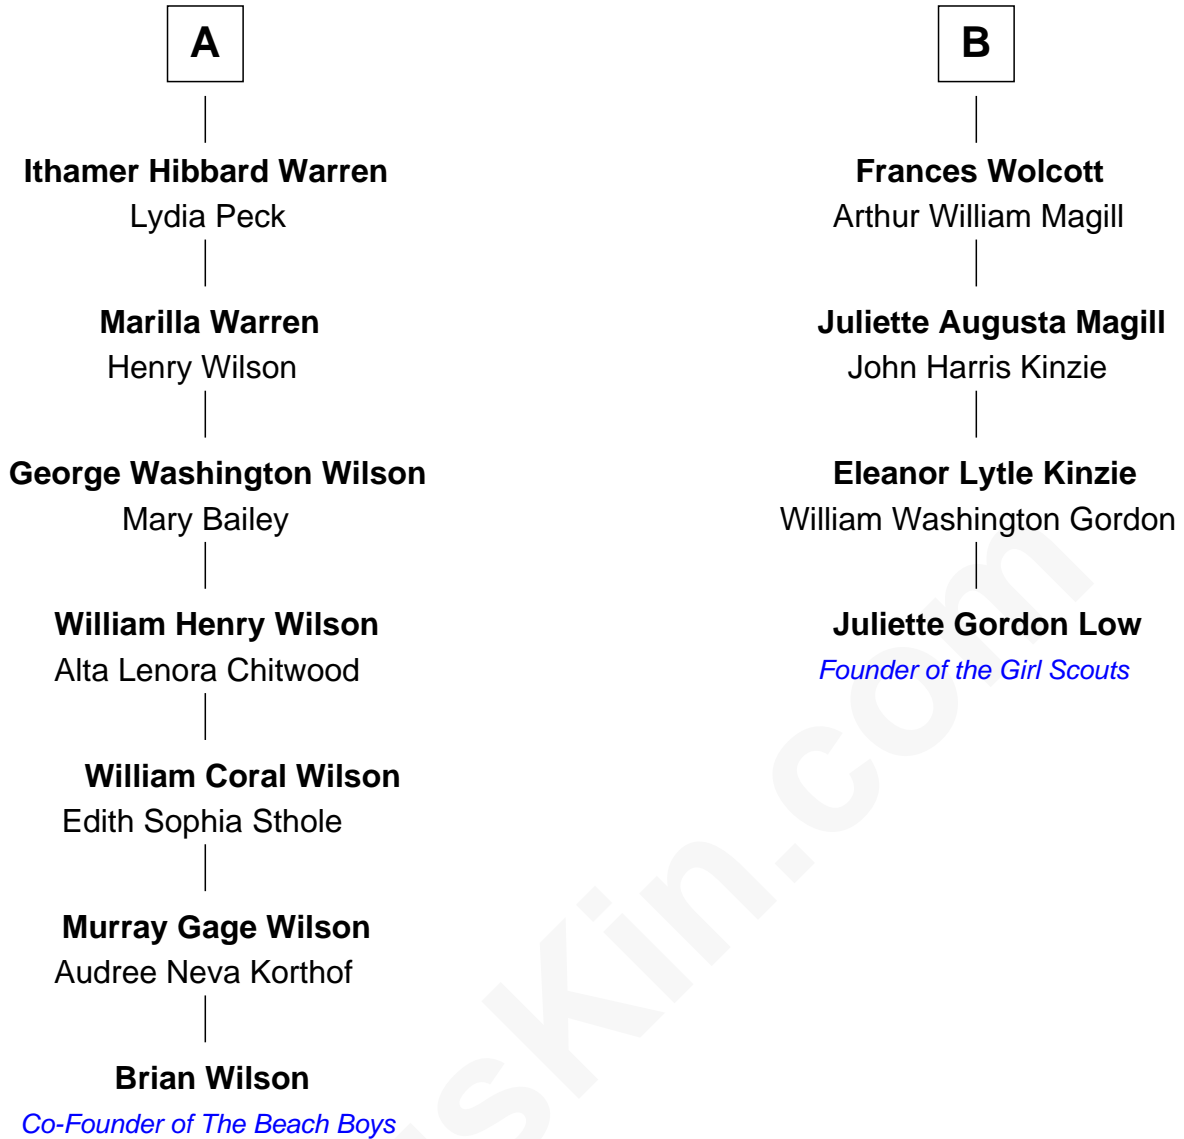 A
Ithamer Hibbard Warren
Lydia Peck
Marilla Warren
Henry Wilson
George Washington Wilson
Mary Bailey
William Henry Wilson
Alta Lenora Chitwood
William Coral Wilson
Edith Sophia Sthole
Murray Gage Wilson
Audree Neva Korthof
Brian Wilson
Co-Founder of The Beach Boys
B
Frances Wolcott
Arthur William Magill
Juliette Augusta Magill
John Harris Kinzie
Eleanor Lytle Kinzie
William Washington Gordon
Juliette Gordon Low
Founder of the Girl Scouts